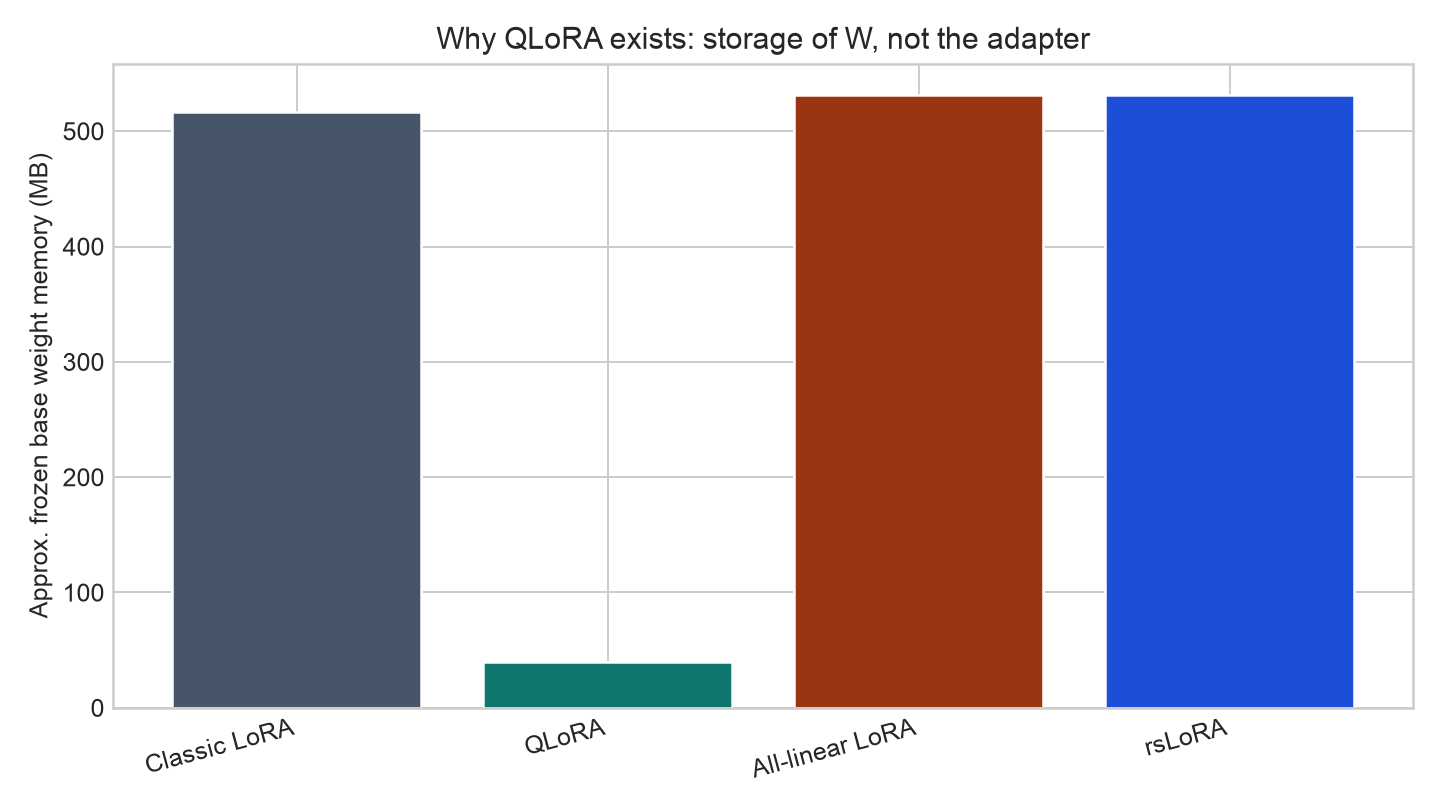 Why QLoRA exists: storage of W, not the adapter
Approx. frozen base weight memory (MB)
500
400
300
200
100
0
Classic LoRA
QLoRA
All-linear LoRA
rsLoRA